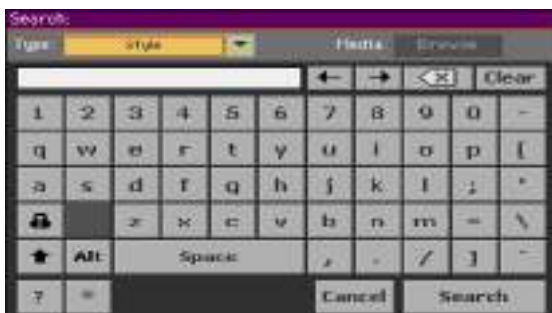 Search:
Type: Style Media: Browse
← → Clear
1 2 3 4 5 6 7 8 9 0 -
q w e r t y u i o p [
a s d f g h j k l ; '
z x c v b n m = \
Alt Space , . / ]
? Cancel Search